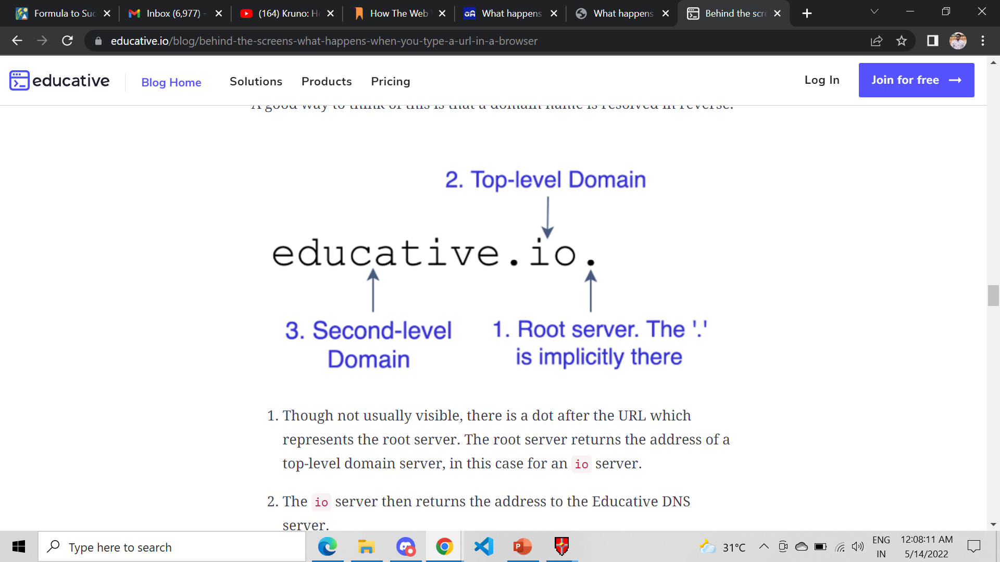 Formula to Suc
Inbox (6,977) -
(164) Kruno: H
How The Web
What happens
What happens
Behind the scre
educative.io/blog/behind-the-screens-what-happens-when-you-type-a-url-in-a-browser
educative
Blog Home
Solutions
Products
Pricing
Log In
Join for free →
A good way to think of this is that a domain name is resolved in reverse.
2. Top-level Domain
educative.io.
3. Second-level
Domain
1. Root server. The '.'
is implicitly there
1. Though not usually visible, there is a dot after the URL which
represents the root server. The root server returns the address of a
top-level domain server, in this case for an io server.
2. The io server then returns the address to the Educative DNS
server.
Type here to search
31°C
ENG
IN
12:08:11 AM
5/14/2022